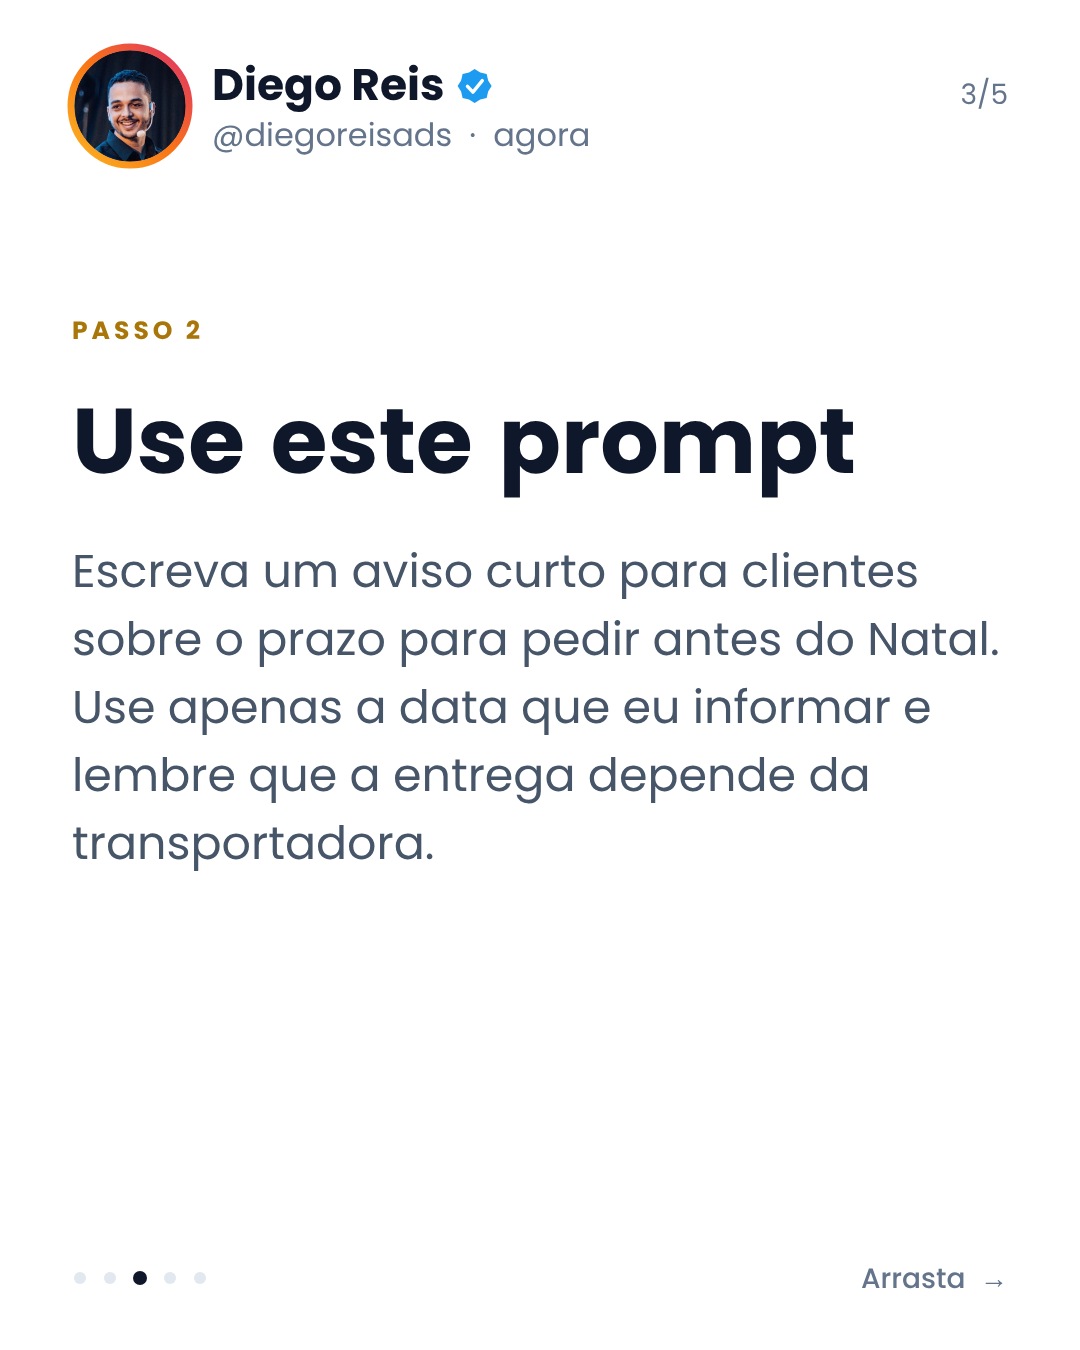 Diego Reis
@diegoreisads · agora
3/5
PASSO 2
Use este prompt
Escreva um aviso curto para clientes
sobre o prazo para pedir antes do Natal.
Use apenas a data que eu informar e
lembre que a entrega depende da
transportadora.
Arrasta →